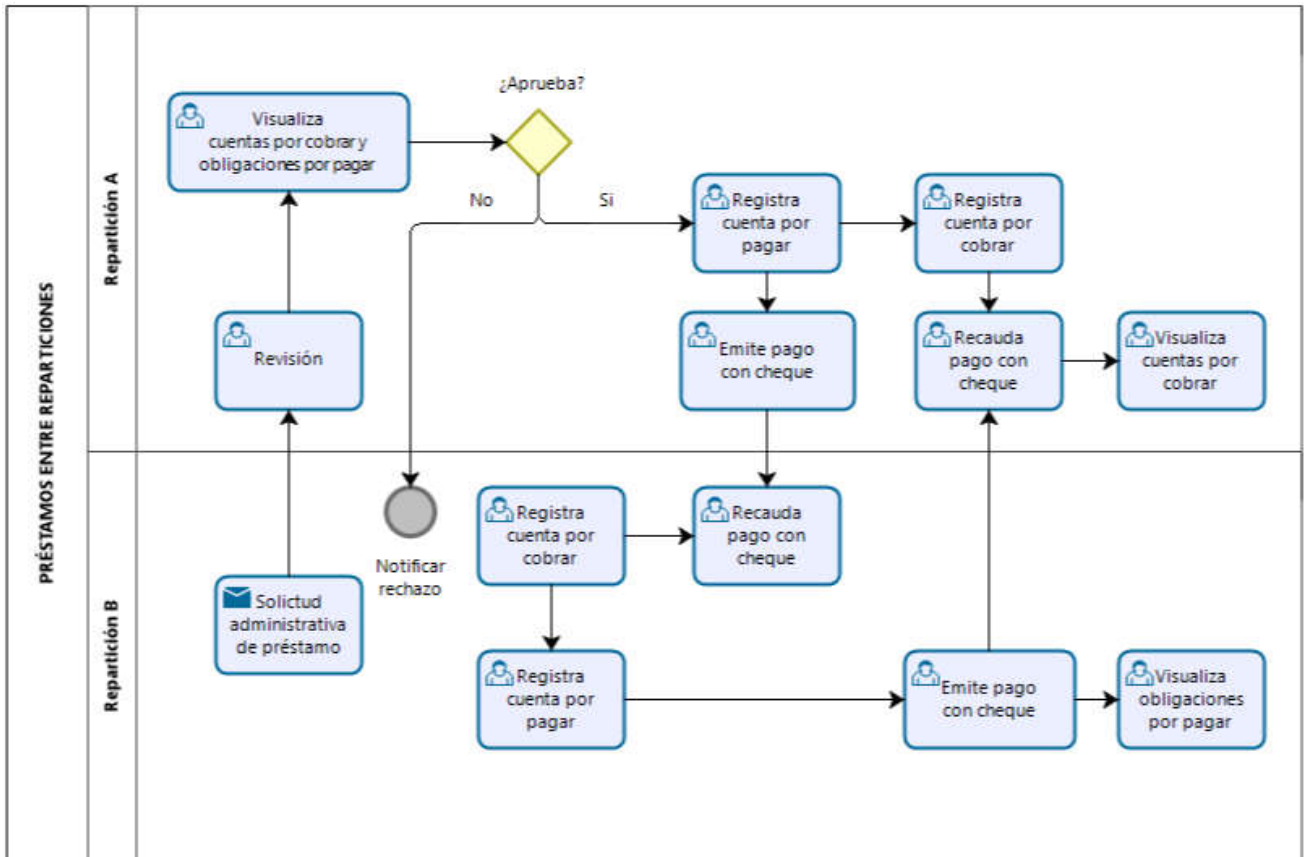 PRÉSTAMOS ENTRE REPARTICIONES
Repartición A
¿Aprueba?
Visualiza
cuentas por cobrar y
obligaciones por pagar
No
Si
Registra
cuenta por
pagar
Registra
cuenta por
cobrar
Revisión
Emite pago
con cheque
Recauda
pago con
cheque
Visualiza
cuentas por
cobrar
Repartición B
Notificar
rechazo
Registra
cuenta por
cobrar
Recauda
pago con
cheque
Solictud
administrativa
de préstamo
Registra
cuenta por
pagar
Emite pago
con cheque
Visualiza
obligaciones
por pagar